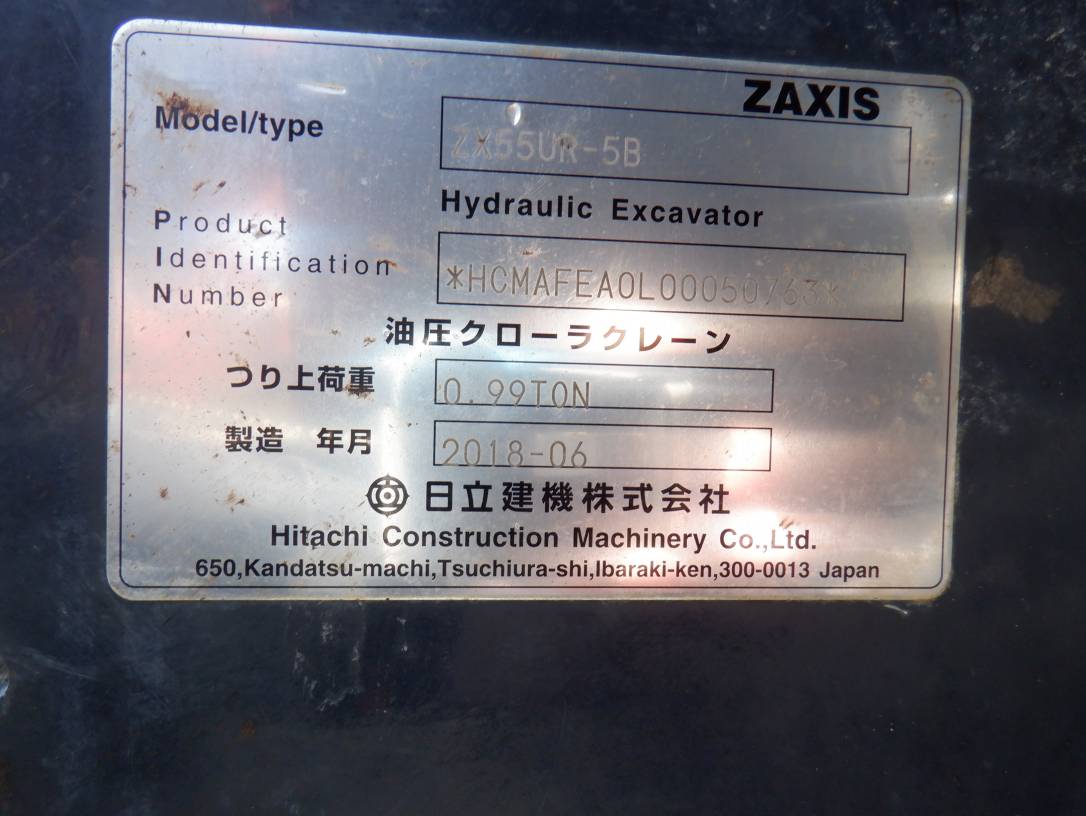 ZAXIS
Model/type ZX55UR-5B
Hydraulic Excavator
Product
Identification *HCMAFEA0L00050763*
Number
油圧クローラクレーン
つり上荷重 0.99TON
製造 年月 2018-06
日立建機株式会社
Hitachi Construction Machinery Co.,Ltd.
650,Kandatsu-machi,Tsuchiura-shi,Ibaraki-ken,300-0013 Japan